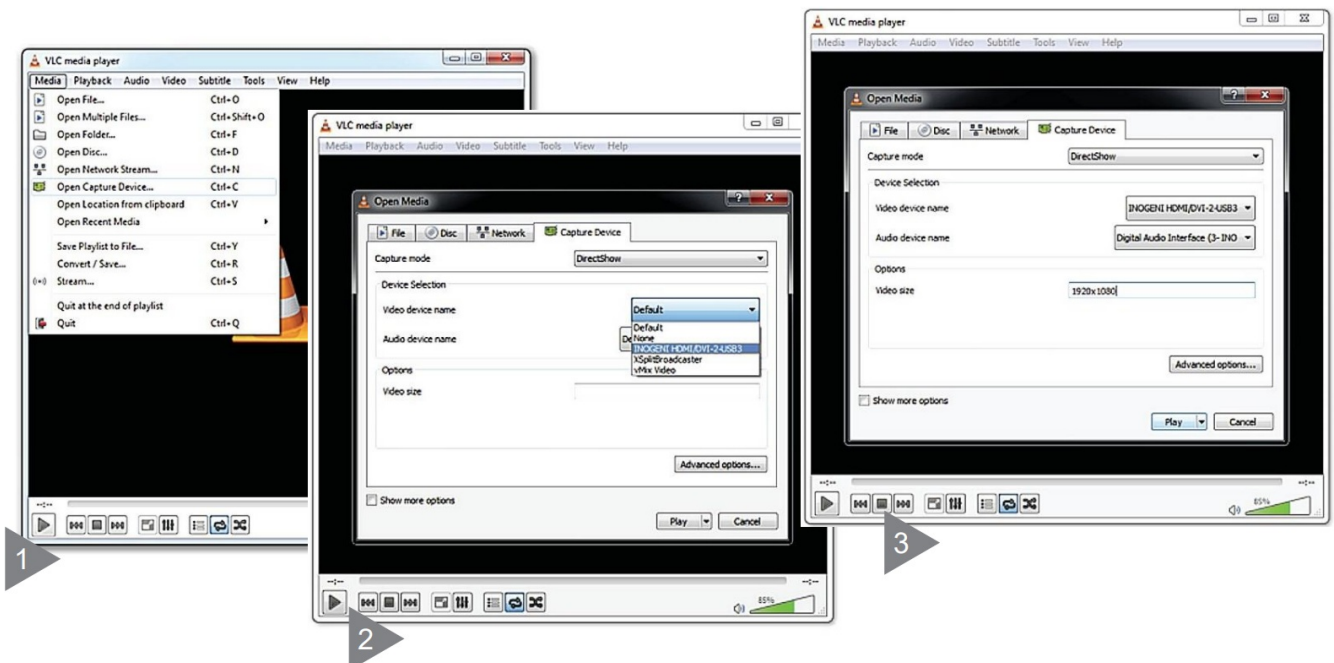 VLC media player
Media Playback Audio Video Subtitle Tools View Help
Open File... Ctrl+O
Open Multiple Files... Ctrl+Shift+O
Open Folder... Ctrl+F
Open Disc... Ctrl+D
Open Network Stream... Ctrl+N
Open Capture Device... Ctrl+C
Open Location from clipboard Ctrl+V
Open Recent Media
Save Playlist to File... Ctrl+Y
Convert / Save... Ctrl+R
Stream... Ctrl+S
Quit at the end of playlist
Quit Ctrl+Q
--:--
1
VLC media player
Media Playback Audio Video Subtitle Tools View Help
Open Media
File Disc Network Capture Device
Capture mode DirectShow
Device Selection
Video device name Default
Default
None
INOGENI HDMI/DVI-2-USB3
XSplitBroadcaster
vMix Video
Audio device name De
Options
Video size
Advanced options...
Show more options
Play Cancel
--:-- --:--
85%
2
VLC media player
Media Playback Audio Video Subtitle Tools View Help
Open Media
File Disc Network Capture Device
Capture mode DirectShow
Device Selection
Video device name INOGENI HDMI/DVI-2-USB3
Audio device name Digital Audio Interface (3- INO
Options
Video size 1920x1080
Advanced options...
Show more options
Play Cancel
--:-- --:--
85%
3